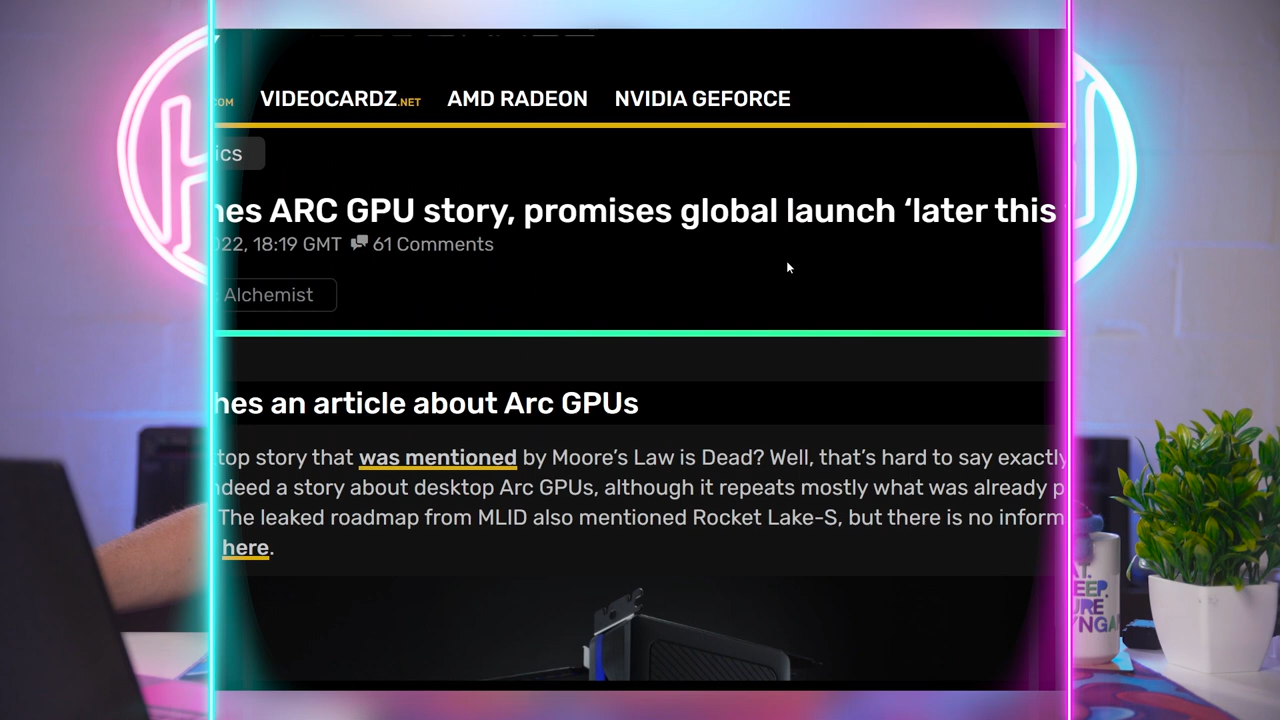 .COM VIDEOCARDZ.NET AMD RADEON NVIDIA GEFORCE
ics
hes ARC GPU story, promises global launch ‘later this
022, 18:19 GMT 61 Comments
Alchemist
hes an article about Arc GPUs
top story that was mentioned by Moore’s Law is Dead? Well, that’s hard to say exactly
ndeed a story about desktop Arc GPUs, although it repeats mostly what was already p
The leaked roadmap from MLID also mentioned Rocket Lake-S, but there is no inform
here.